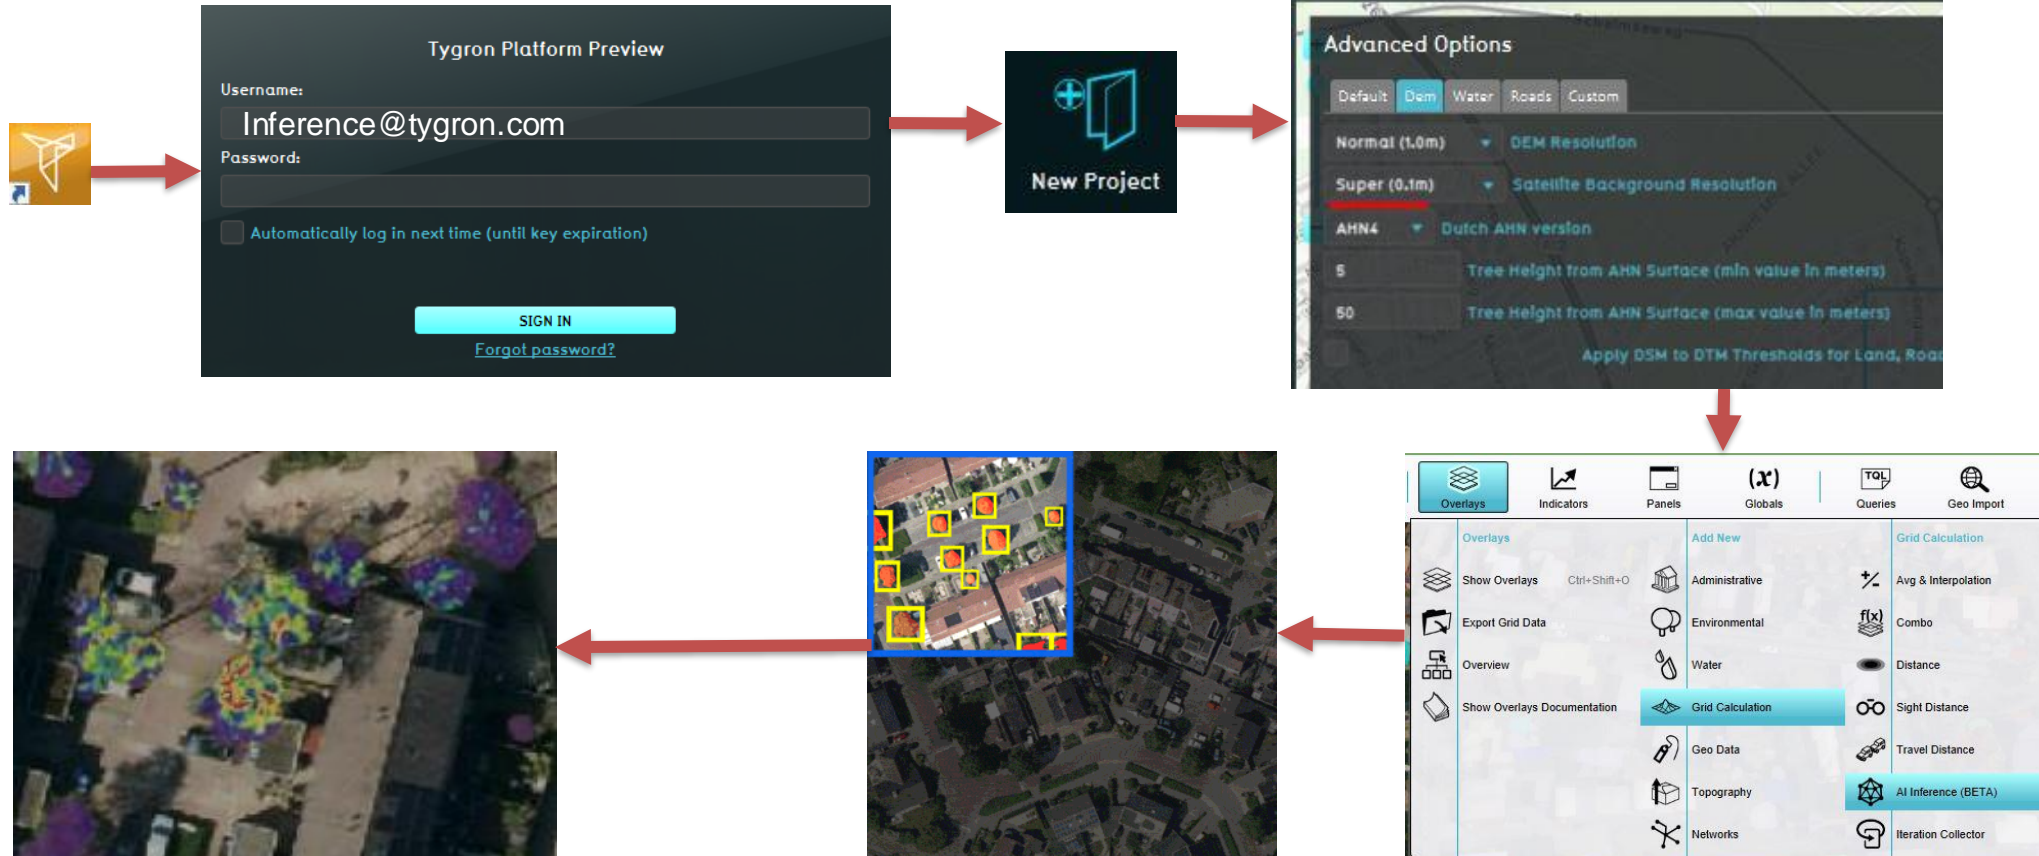 Tygron Platform Preview
Username:
Inference@tygron.com
Password:
Automatically log in next time (until key expiration)
SIGN IN
Forgot password?
New Project
Advanced Options
Default Dem Water Roads Custom
Normal (1.0m) DEM Resolution
Super (0.1m) Satellite Background Resolution
AHN4 Dutch AHN version
5 Tree Height from AHN Surface (min value in meters)
50 Tree Height from AHN Surface (max value in meters)
Apply DSM to DTM Thresholds for Land, Road
Overlays Indicators Panels (x) Globals TQL Queries Geo Import
Overlays Add New Grid Calculation
Show Overlays Ctrl+Shift+O Administrative +/- Avg & Interpolation
Export Grid Data Environmental f(x) Combo
Overview Water Distance
Show Overlays Documentation Grid Calculation Sight Distance
Geo Data Travel Distance
Topography AI Inference (BETA)
Networks Iteration Collector